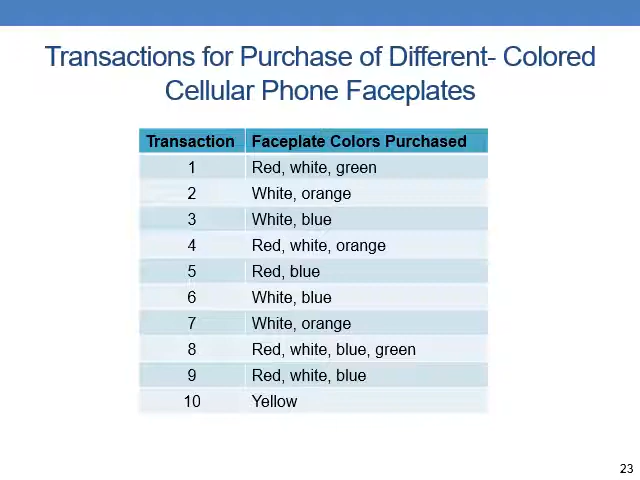 Transactions for Purchase of Different- Colored
Cellular Phone Faceplates
Transaction Faceplate Colors Purchased
1 Red, white, green
2 White, orange
3 White, blue
4 Red, white, orange
5 Red, blue
6 White, blue
7 White, orange
8 Red, white, blue, green
9 Red, white, blue
10 Yellow
23